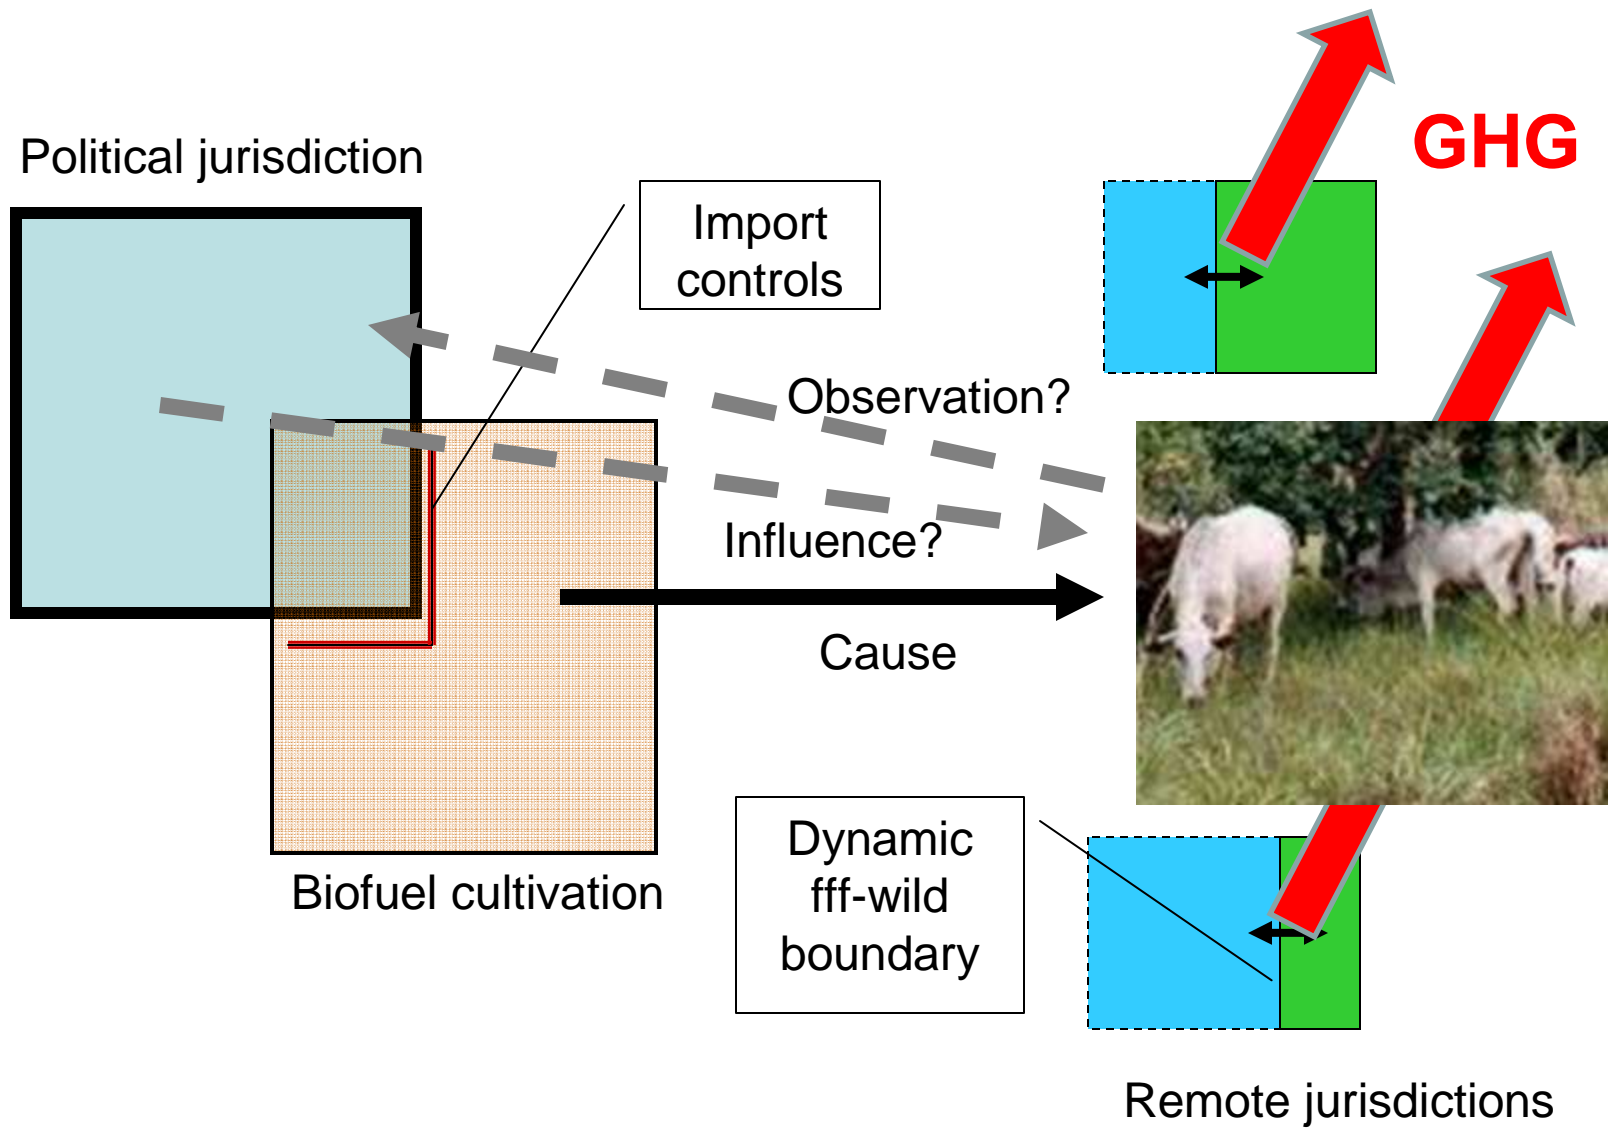 GHG
Political jurisdiction
Import
controls
Observation?
Influence?
Cause
Dynamic
fff-wild
boundary
Biofuel cultivation
Remote jurisdictions